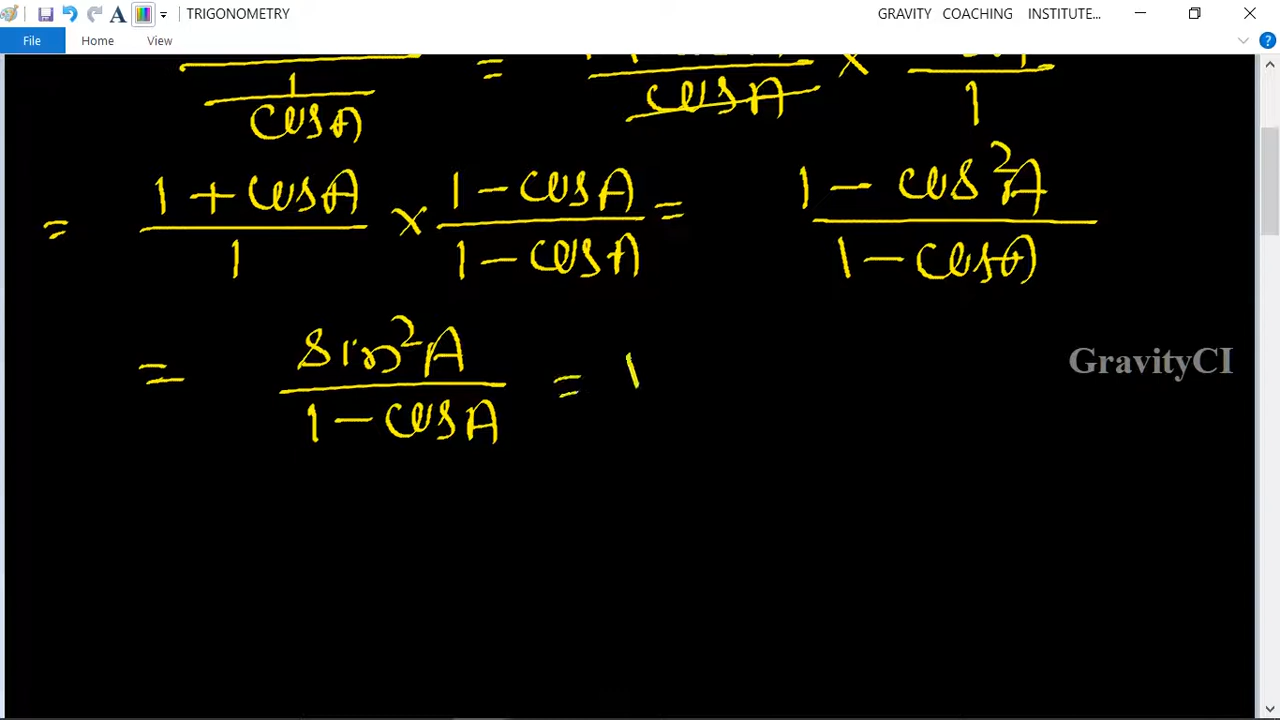 TRIGONOMETRY
GRAVITY COACHING INSTITUTE...
File Home View
1
cosA = cosA × 1
= 1 + cosA / 1 × 1 - cosA / 1 - cosA = 1 - cos²A / 1 - cosA
= sin²A / 1 - cosA =
GravityCI